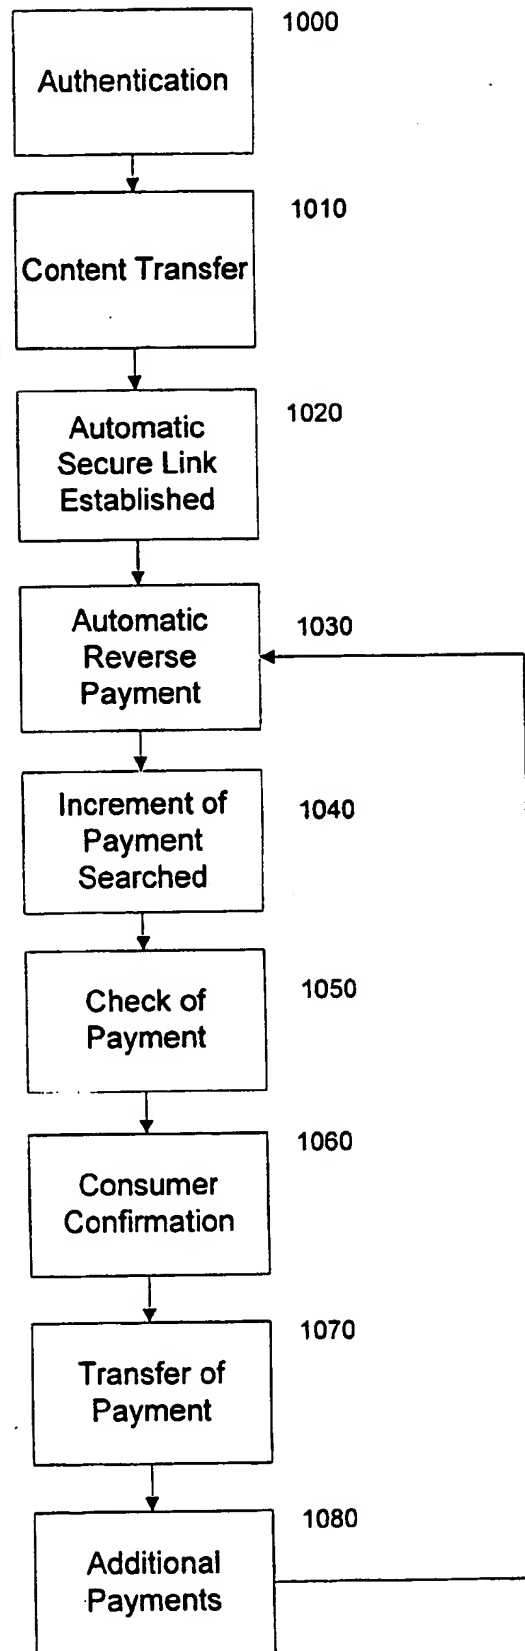 1000
Authentication
1010
Content Transfer
1020
Automatic
Secure Link
Established
1030
Automatic
Reverse
Payment
1040
Increment of
Payment
Searched
1050
Check of
Payment
1060
Consumer
Confirmation
1070
Transfer of
Payment
1080
Additional
Payments